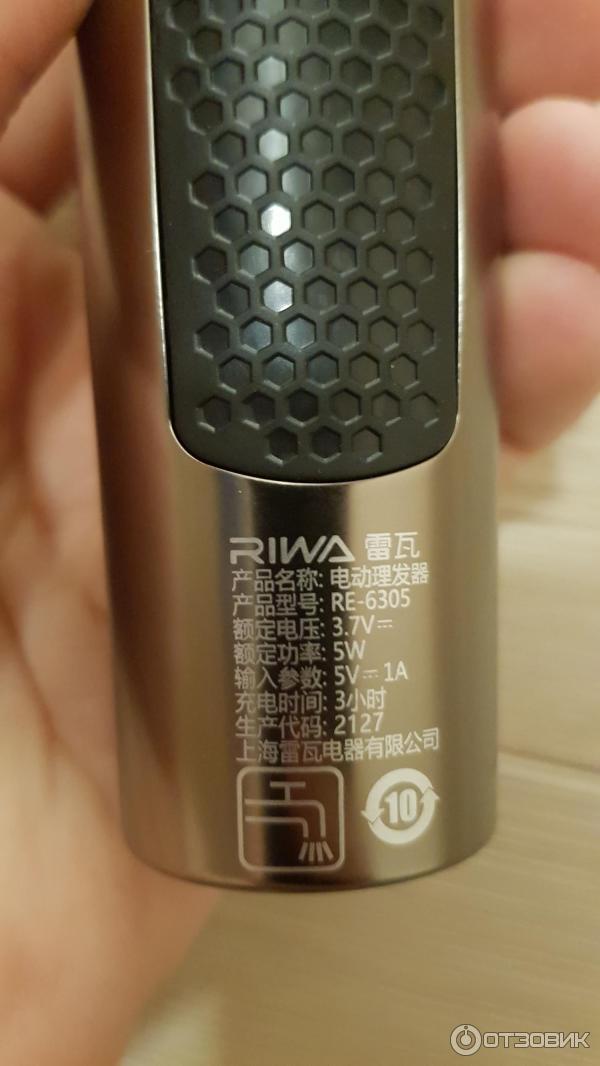 RIWA 雷瓦
产品名称: 电动理发器
产品型号: RE-6305
额定电压: 3.7V⎓
额定功率: 5W
输入参数: 5V⎓1A
充电时间: 3小时
生产代码: 2127
上海雷瓦电器有限公司
10
ОТЗОВИК